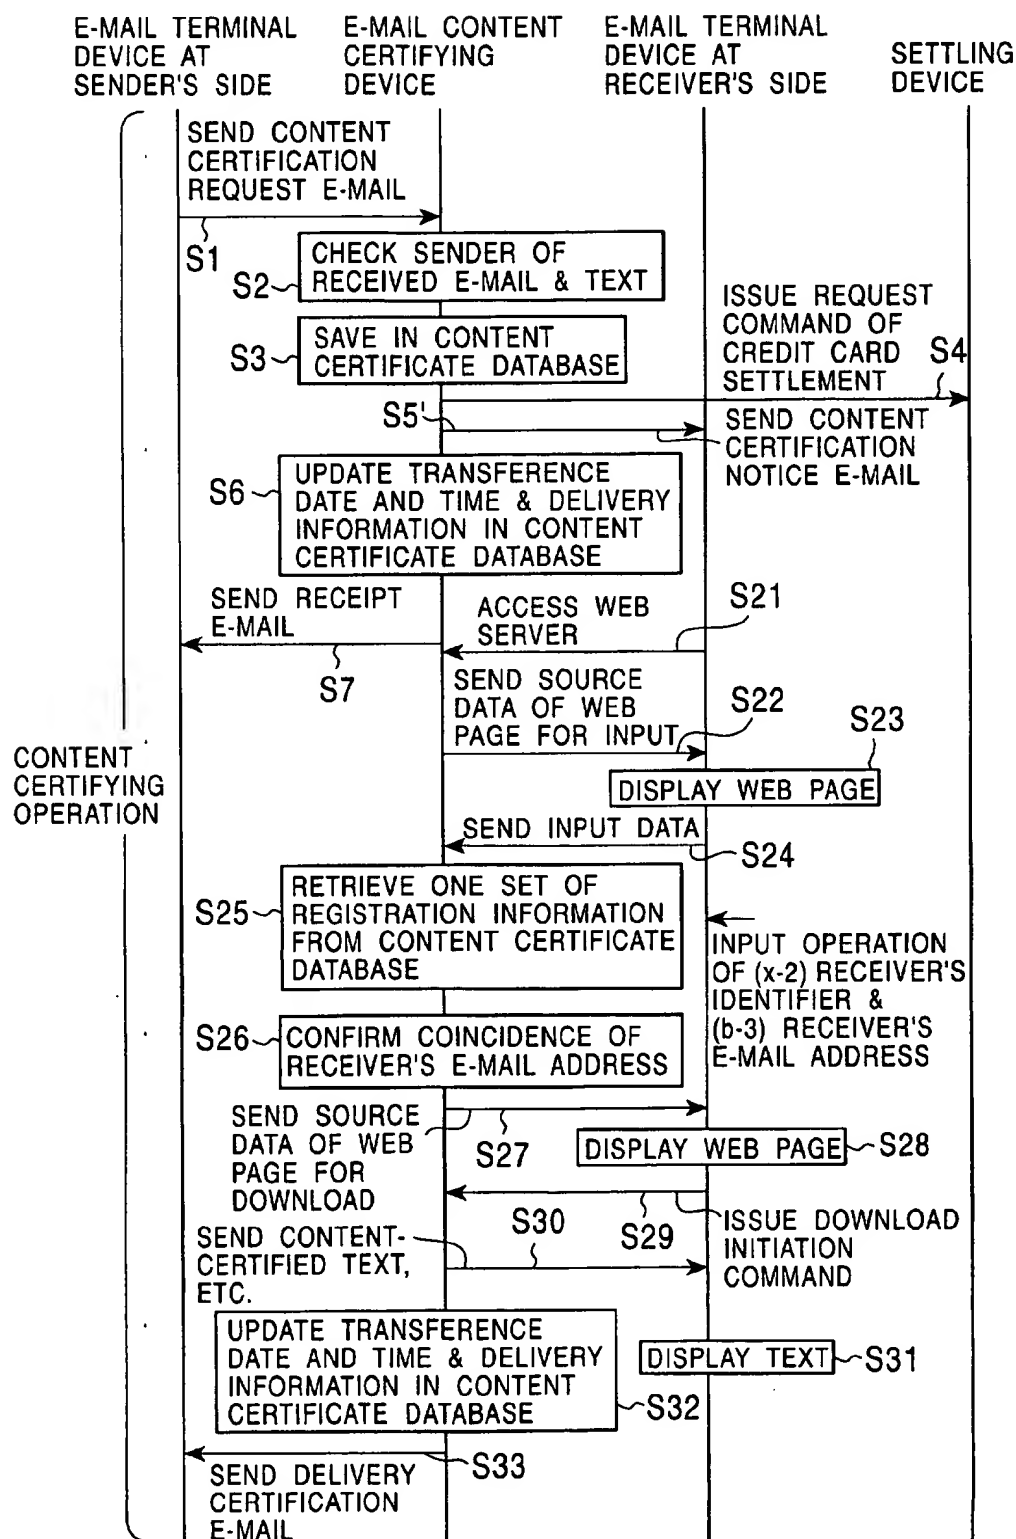 E-MAIL TERMINAL
DEVICE AT
SENDER'S SIDE
E-MAIL CONTENT
CERTIFYING
DEVICE
E-MAIL TERMINAL
DEVICE AT
RECEIVER'S SIDE
SETTLING
DEVICE
SEND CONTENT
CERTIFICATION
REQUEST E-MAIL
S1
CHECK SENDER OF
RECEIVED E-MAIL & TEXT
S2
SAVE IN CONTENT
CERTIFICATE DATABASE
S3
ISSUE REQUEST
COMMAND OF
CREDIT CARD
SETTLEMENT
S4
S5'
SEND CONTENT
CERTIFICATION
NOTICE E-MAIL
S6
UPDATE TRANSFERENCE
DATE AND TIME & DELIVERY
INFORMATION IN CONTENT
CERTIFICATE DATABASE
SEND RECEIPT
E-MAIL
S7
ACCESS WEB
SERVER
S21
SEND SOURCE
DATA OF WEB
PAGE FOR INPUT
S22
S23
DISPLAY WEB PAGE
CONTENT
CERTIFYING
OPERATION
SEND INPUT DATA
S24
S25
RETRIEVE ONE SET OF
REGISTRATION INFORMATION
FROM CONTENT CERTIFICATE
DATABASE
INPUT OPERATION
OF (x-2) RECEIVER'S
IDENTIFIER &
(b-3) RECEIVER'S
E-MAIL ADDRESS
S26
CONFIRM COINCIDENCE OF
RECEIVER'S E-MAIL ADDRESS
SEND SOURCE
DATA OF WEB
PAGE FOR
DOWNLOAD
S27
DISPLAY WEB PAGE
S28
S29
ISSUE DOWNLOAD
INITIATION
COMMAND
S30
SEND CONTENT-
CERTIFIED TEXT,
ETC.
UPDATE TRANSFERENCE
DATE AND TIME & DELIVERY
INFORMATION IN CONTENT
CERTIFICATE DATABASE
S32
DISPLAY TEXT
S31
S33
SEND DELIVERY
CERTIFICATION
E-MAIL